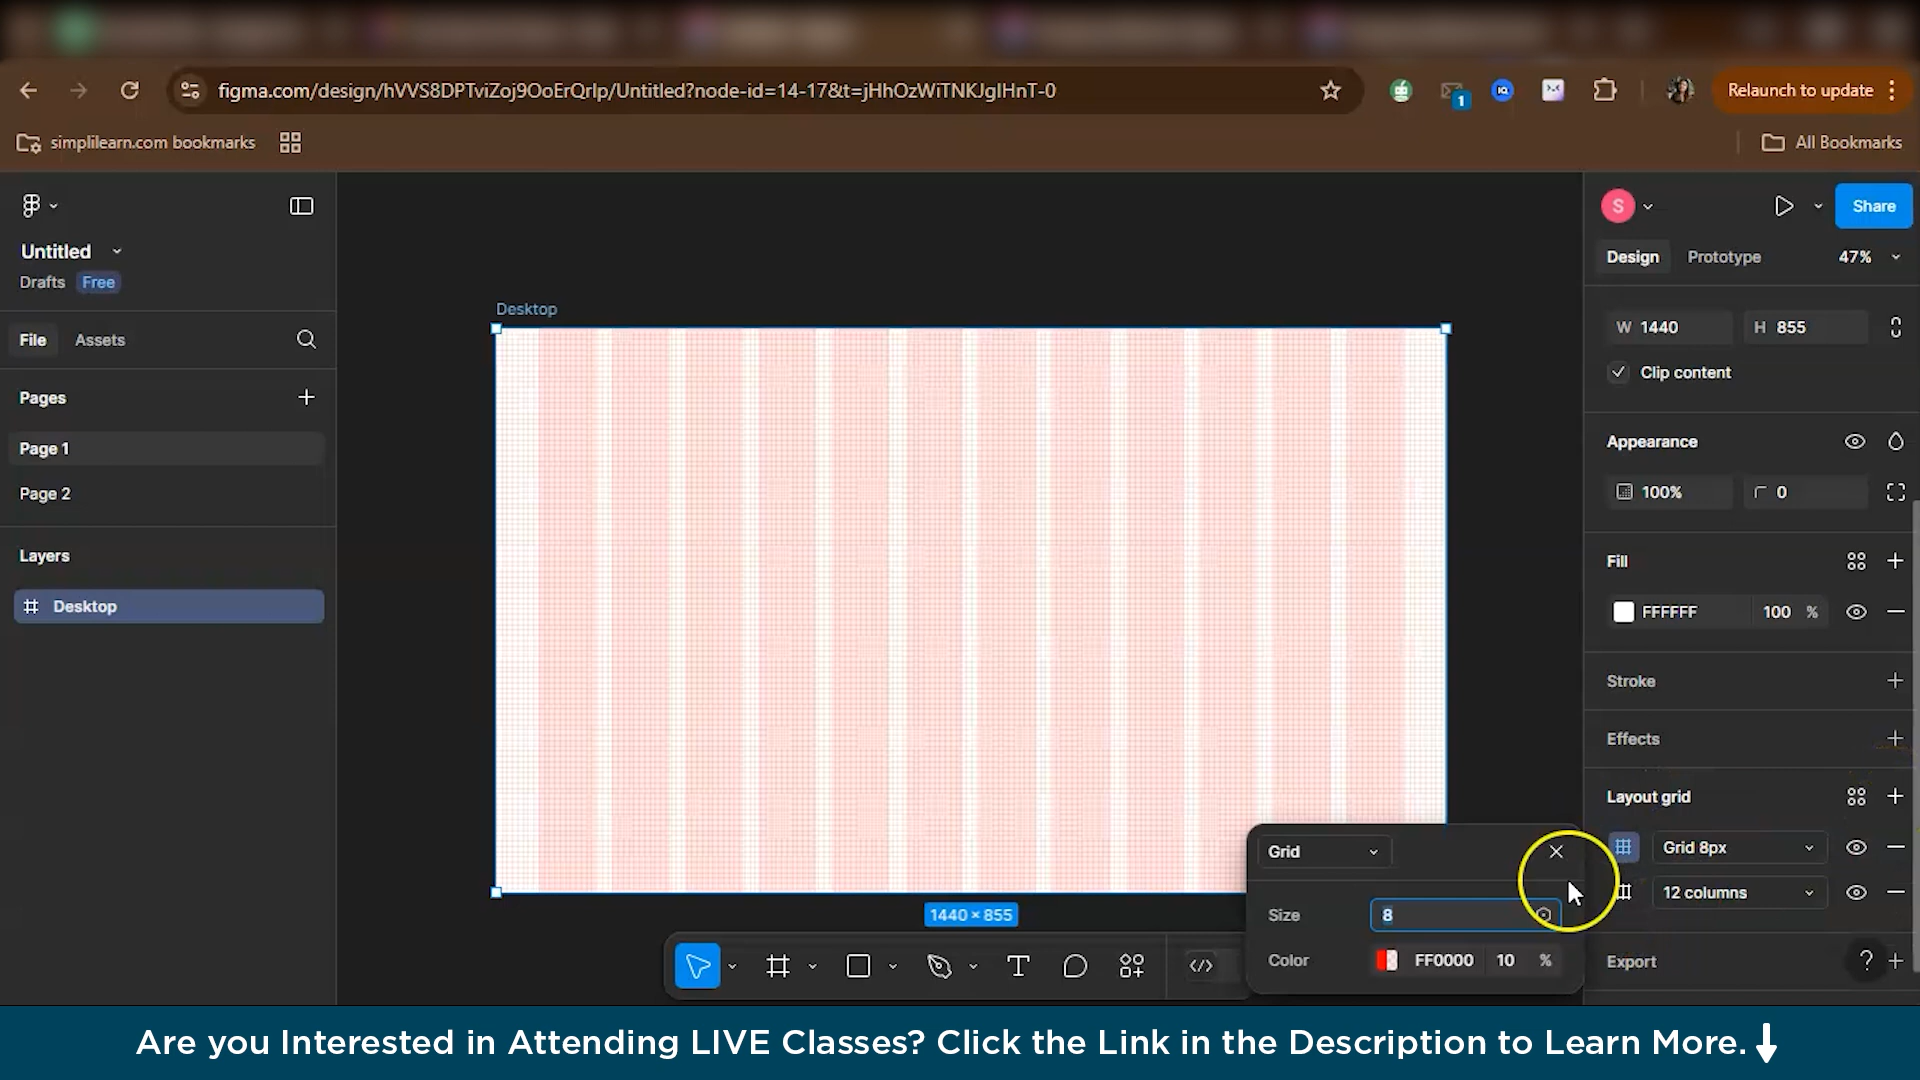 figma.com/design/hVVS8DPTviZoj9OoErQrIp/Untitled?node-id=14-17&t=jHhOzWiTNKJgIHnT-0
1
Relaunch to update
simplilearn.com bookmarks
All Bookmarks
S
Share
Untitled
Drafts
Free
Design
Prototype
47%
Desktop
W 1440
H 855
File
Assets
Clip content
Pages
Page 1
Page 2
Appearance
100%
0
Layers
Desktop
Fill
FFFFFF
100 %
Stroke
Effects
Layout grid
Grid 8px
12 columns
Export
?
Grid
Size
8
Color
FF0000
10 %
1440 × 855
Are you Interested in Attending LIVE Classes? Click the Link in the Description to Learn More.